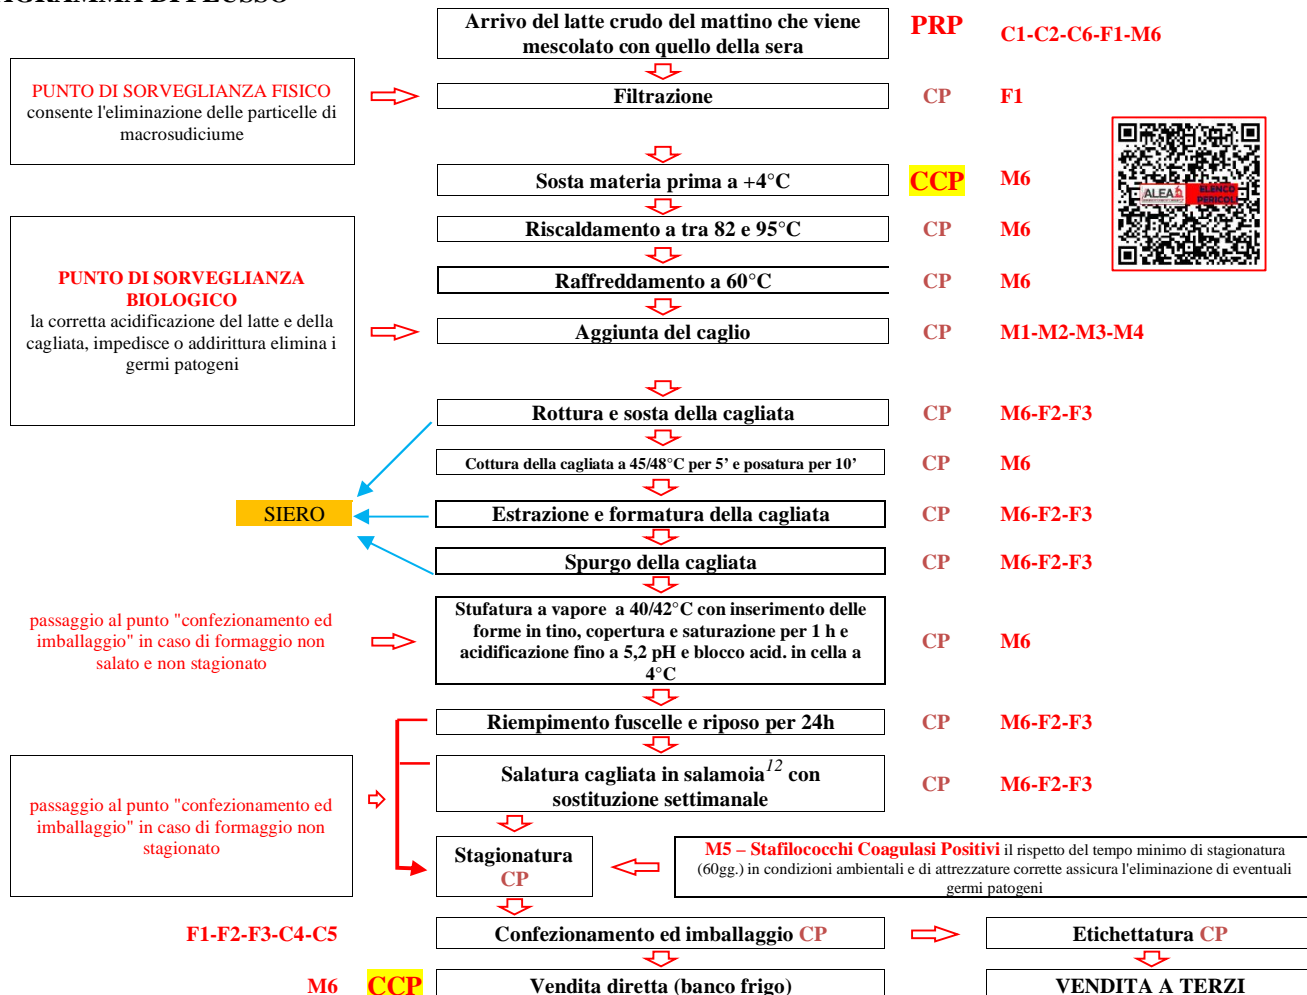 AGRAMMA DI FLUSSO
Arrivo del latte crudo del mattino che viene
mescolato con quello della sera
PRP
C1-C2-C6-F1-M6
PUNTO DI SORVEGLIANZA FISICO
consente l'eliminazione delle particelle di
macrosudiciume
Filtrazione
CP
F1
Sosta materia prima a +4°C
CCP
M6
ALEA
ELENCO
PERICOLI
Riscaldamento a tra 82 e 95°C
CP
M6
Raffreddamento a 60°C
CP
M6
PUNTO DI SORVEGLIANZA
BIOLOGICO
la corretta acidificazione del latte e della
cagliata, impedisce o addirittura elimina i
germi patogeni
Aggiunta del caglio
CP
M1-M2-M3-M4
Rottura e sosta della cagliata
CP
M6-F2-F3
Cottura della cagliata a 45/48°C per 5’ e posatura per 10’
CP
M6
SIERO
Estrazione e formatura della cagliata
CP
M6-F2-F3
Spurgo della cagliata
CP
M6-F2-F3
passaggio al punto "confezionamento ed
imballaggio" in caso di formaggio non
salato e non stagionato
Stufatura a vapore a 40/42°C con inserimento delle
forme in tino, copertura e saturazione per 1 h e
acidificazione fino a 5,2 pH e blocco acid. in cella a
4°C
CP
M6
Riempimento fuscelle e riposo per 24h
CP
M6-F2-F3
Salatura cagliata in salamoia12 con
sostituzione settimanale
CP
M6-F2-F3
passaggio al punto "confezionamento ed
imballaggio" in caso di formaggio non
stagionato
Stagionatura
CP
M5 – Stafilococchi Coagulasi Positivi il rispetto del tempo minimo di stagionatura
(60gg.) in condizioni ambientali e di attrezzature corrette assicura l'eliminazione di eventuali
germi patogeni
F1-F2-F3-C4-C5
Confezionamento ed imballaggio CP
Etichettatura CP
M6
CCP
Vendita diretta (banco frigo)
VENDITA A TERZI